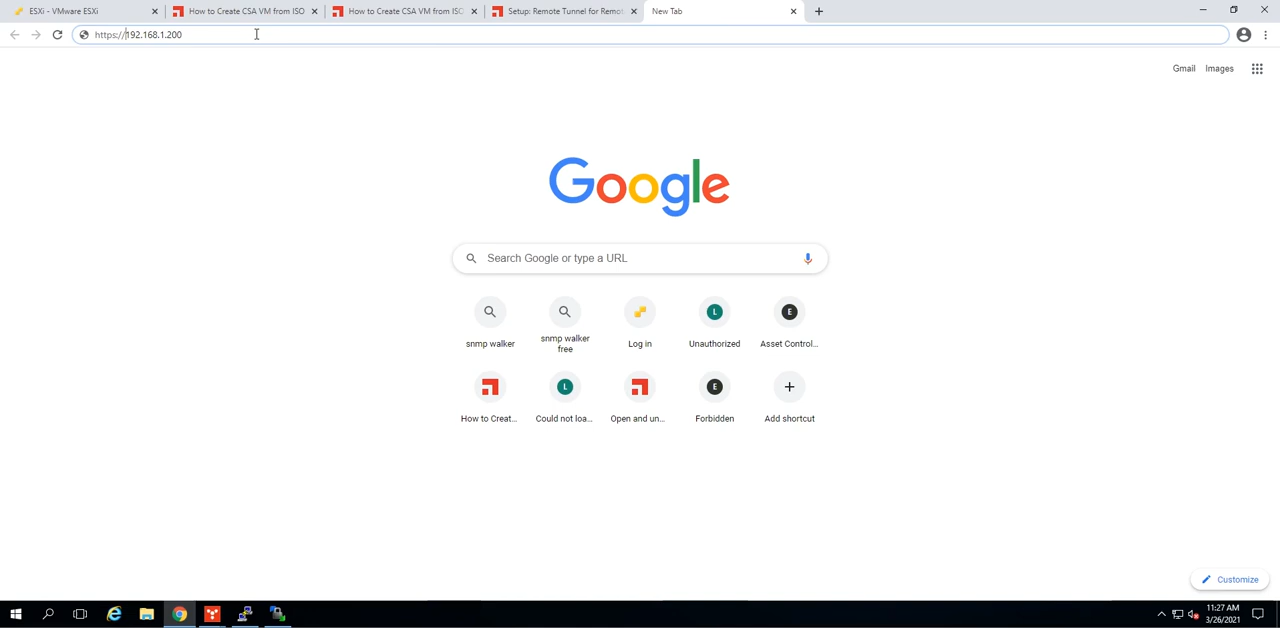 ESXi - VMware ESXi
How to Create CSA VM from ISO
How to Create CSA VM from ISO
Setup: Remote Tunnel for Remot
New Tab
https://192.168.1.200
Gmail Images
Google
Search Google or type a URL
snmp walker
snmp walker
free
Log in
L
Unauthorized
E
Asset Control...
How to Creat...
L
Could not loa...
Open and un...
E
Forbidden
Add shortcut
Customize
11:27 AM
3/26/2021